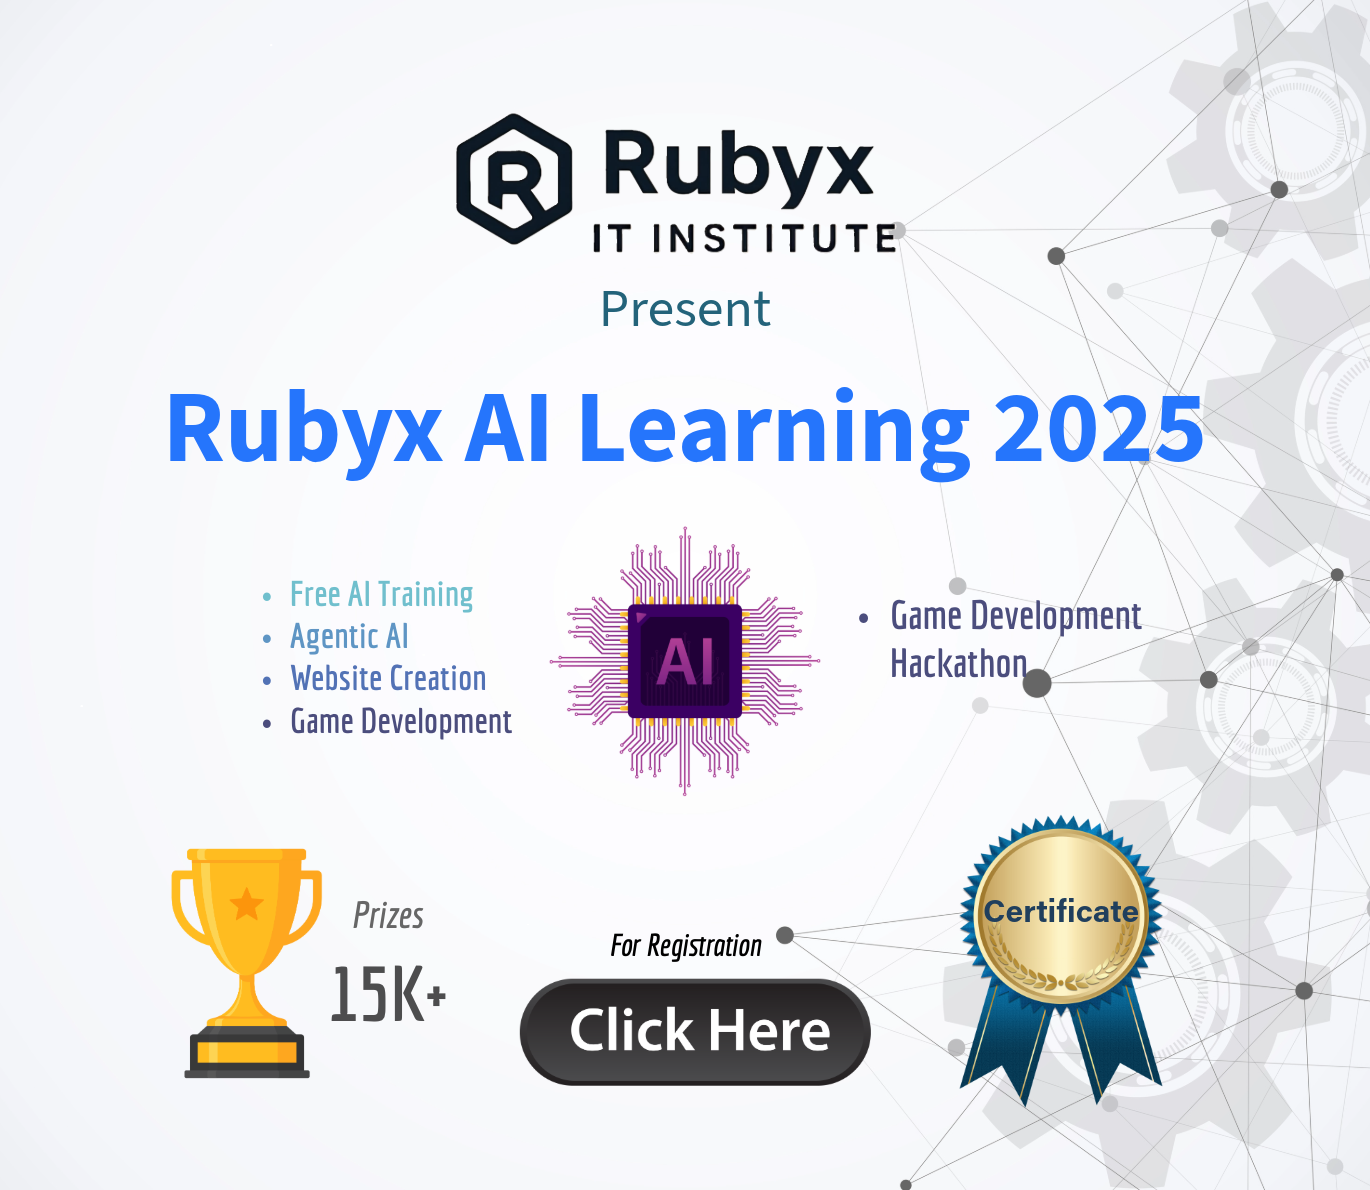 R
Rubyx
IT INSTITUTE
Present
Rubyx AI Learning 2025
• Free AI Training
• Agentic AI
• Website Creation
• Game Development
AI
• Game Development
Hackathon
Prizes
15K+
For Registration
Click Here
Certificate